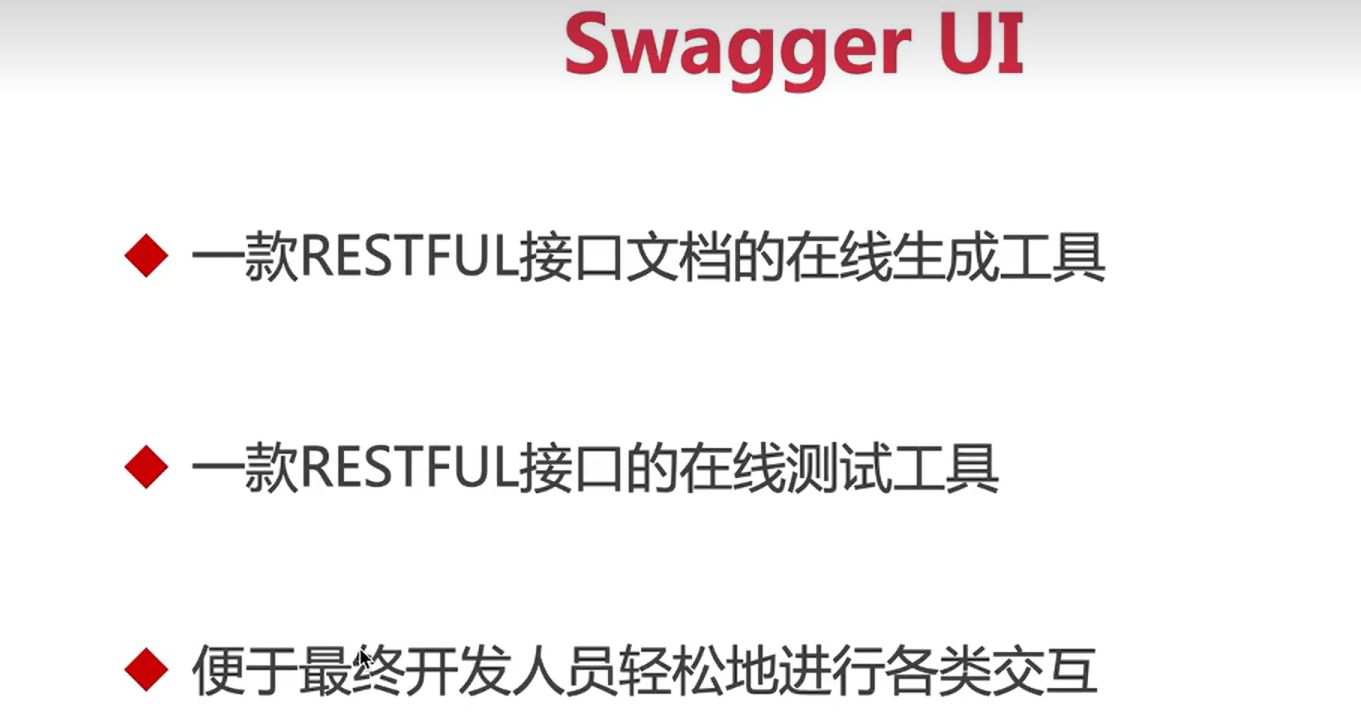 Swagger UI
一款RESTFUL接口文档的在线生成工具
一款RESTFUL接口的在线测试工具
便于最终开发人员轻松地进行各类交互